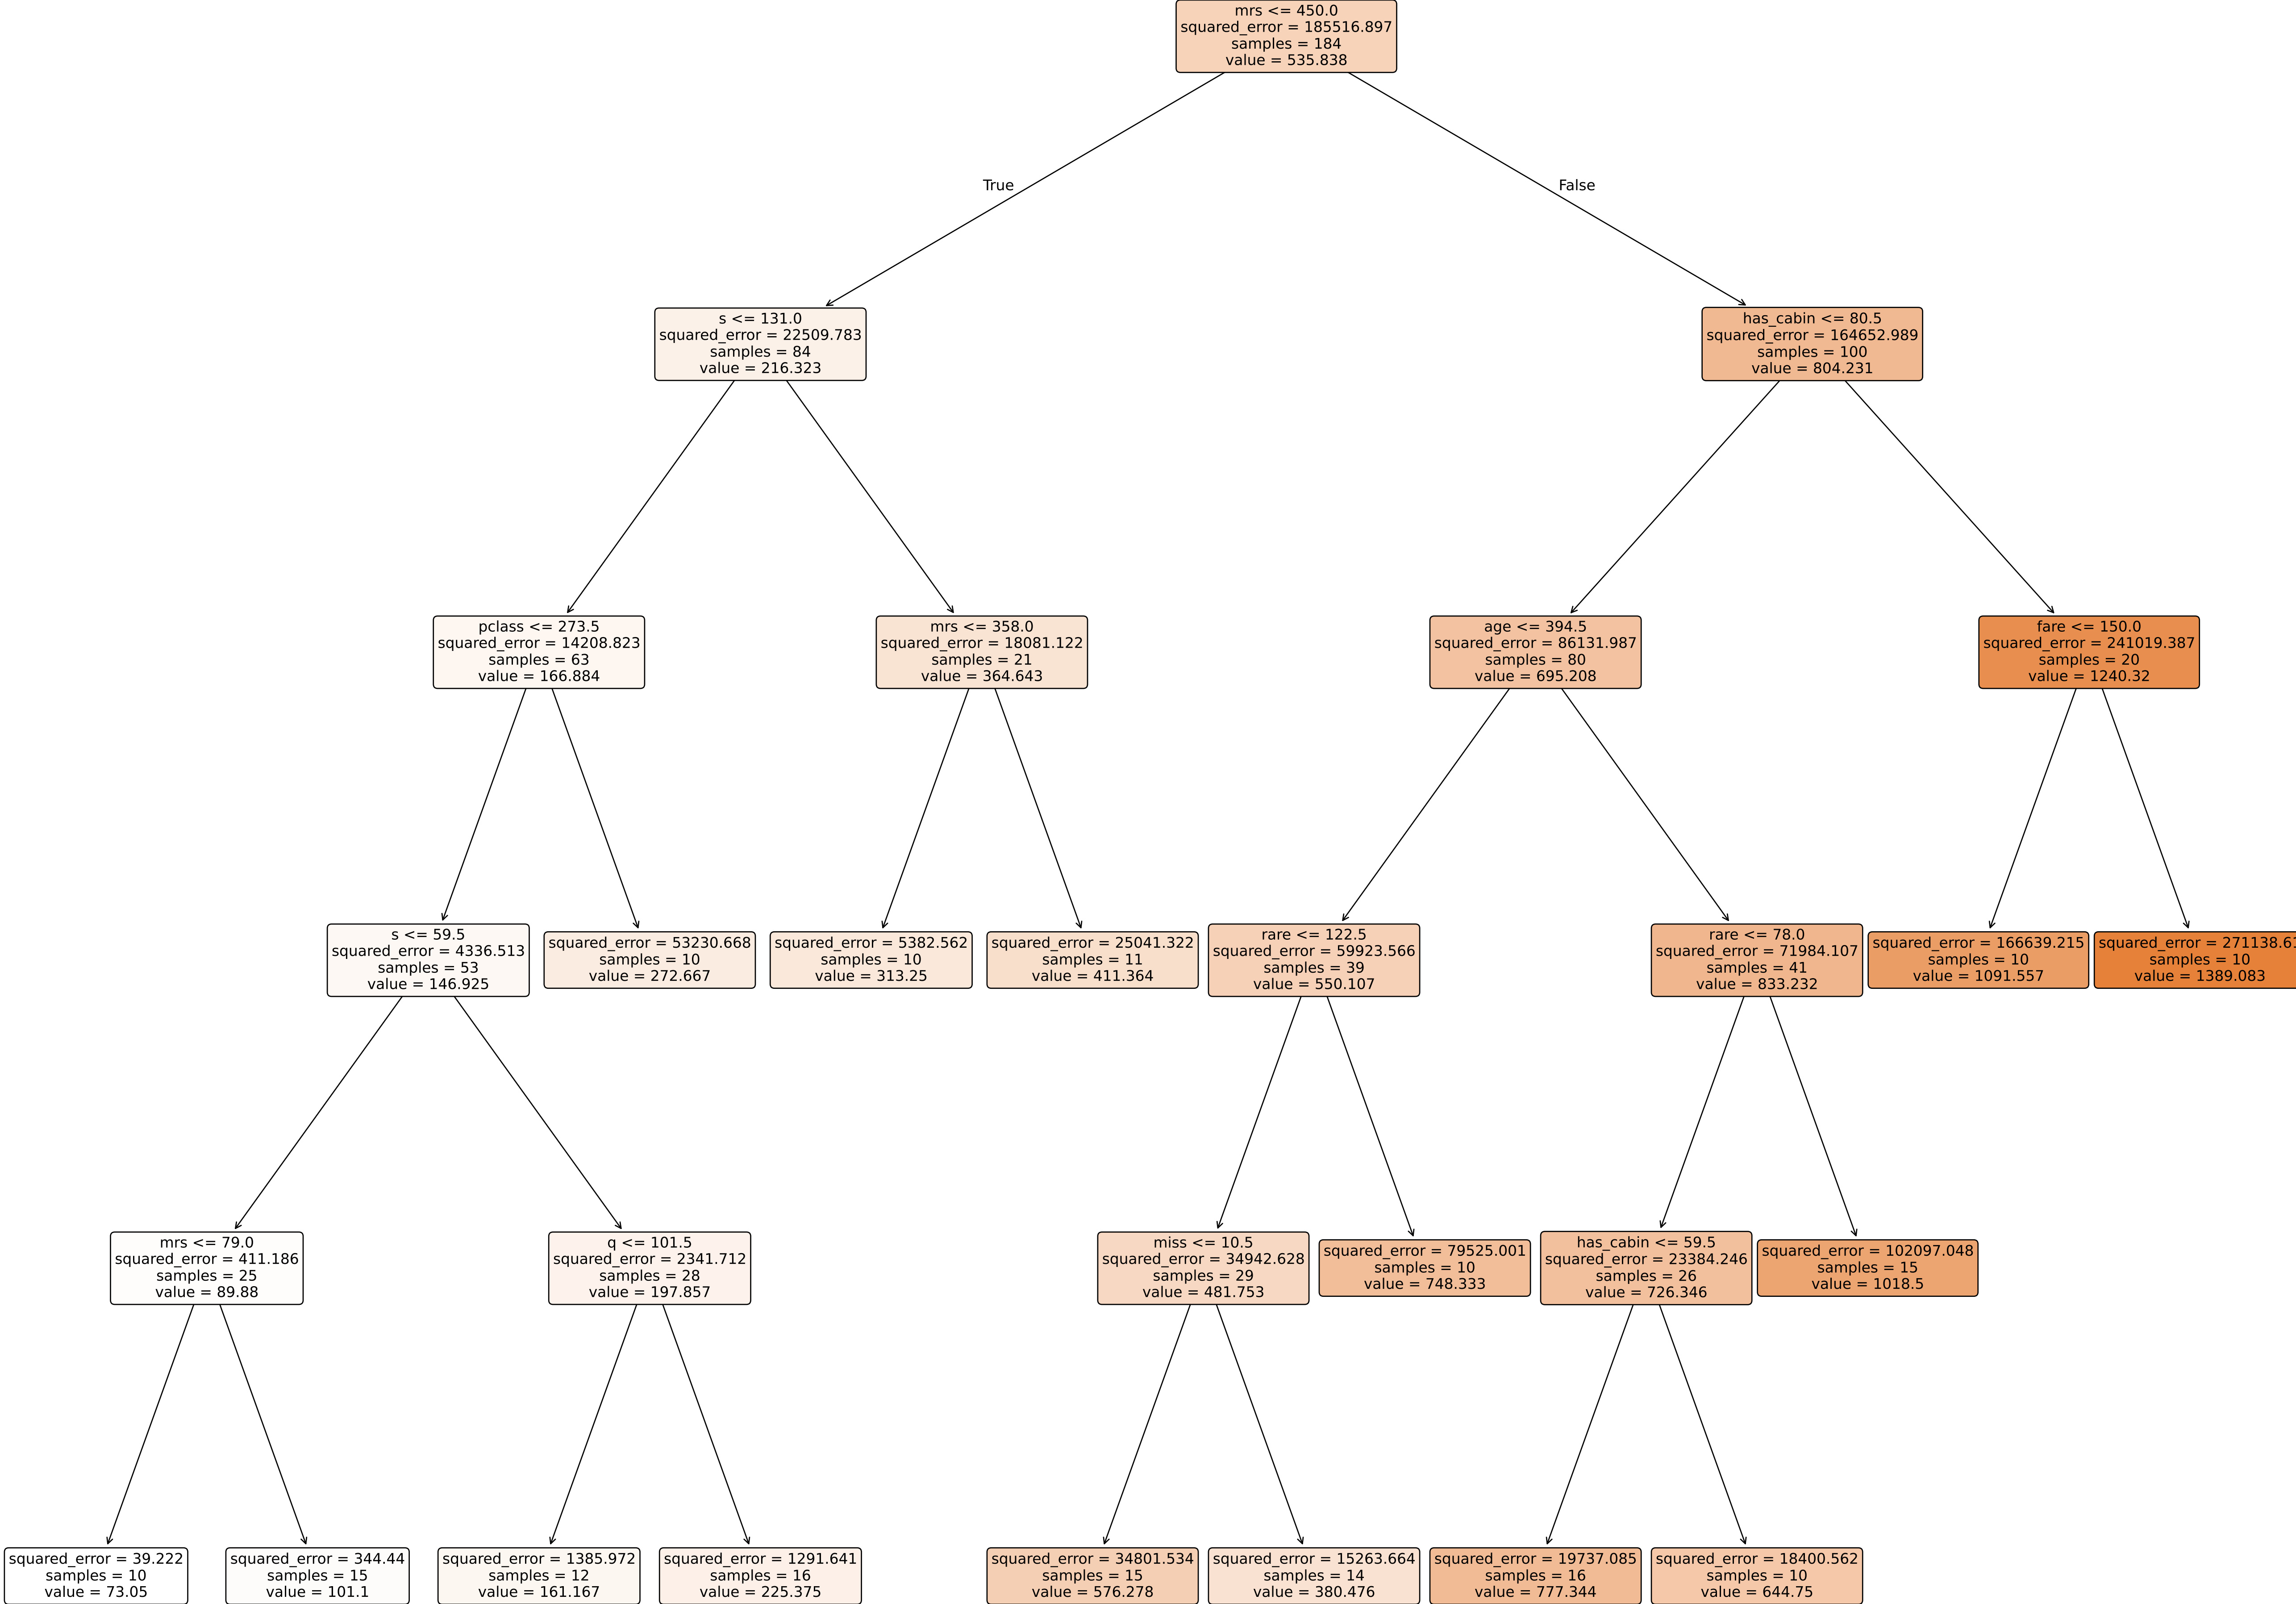 mrs <= 450.0
squared_error = 185516.897
samples = 184
value = 535.838
True
False
s <= 131.0
squared_error = 22509.783
samples = 84
value = 216.323
has_cabin <= 80.5
squared_error = 164652.989
samples = 100
value = 804.231
pclass <= 273.5
squared_error = 14208.823
samples = 63
value = 166.884
mrs <= 358.0
squared_error = 18081.122
samples = 21
value = 364.643
age <= 394.5
squared_error = 86131.987
samples = 80
value = 695.208
fare <= 150.0
squared_error = 241019.387
samples = 20
value = 1240.32
s <= 59.5
squared_error = 4336.513
samples = 53
value = 146.925
squared_error = 53230.668
samples = 10
value = 272.667
squared_error = 5382.562
samples = 10
value = 313.25
squared_error = 25041.322
samples = 11
value = 411.364
rare <= 122.5
squared_error = 59923.566
samples = 39
value = 550.107
rare <= 78.0
squared_error = 71984.107
samples = 41
value = 833.232
squared_error = 166639.215
samples = 10
value = 1091.557
squared_error =
samples = 10
value = 1389.083
mrs <= 79.0
squared_error = 411.186
samples = 25
value = 89.88
q <= 101.5
squared_error = 2341.712
samples = 28
value = 197.857
miss <= 10.5
squared_error = 34942.628
samples = 29
value = 481.753
squared_error = 79525.001
samples = 10
value = 748.333
has_cabin <= 59.5
squared_error = 23384.246
samples = 26
value = 726.346
squared_error = 102097.048
samples = 15
value = 1018.5
squared_error = 39.222
samples = 10
value = 73.05
squared_error = 344.44
samples = 15
value = 101.1
squared_error = 1385.972
samples = 12
value = 161.167
squared_error = 1291.641
samples = 16
value = 225.375
squared_error = 34801.534
samples = 15
value = 576.278
squared_error = 15263.664
samples = 14
value = 380.476
squared_error = 19737.085
samples = 16
value = 777.344
squared_error = 18400.562
samples = 10
value = 644.75